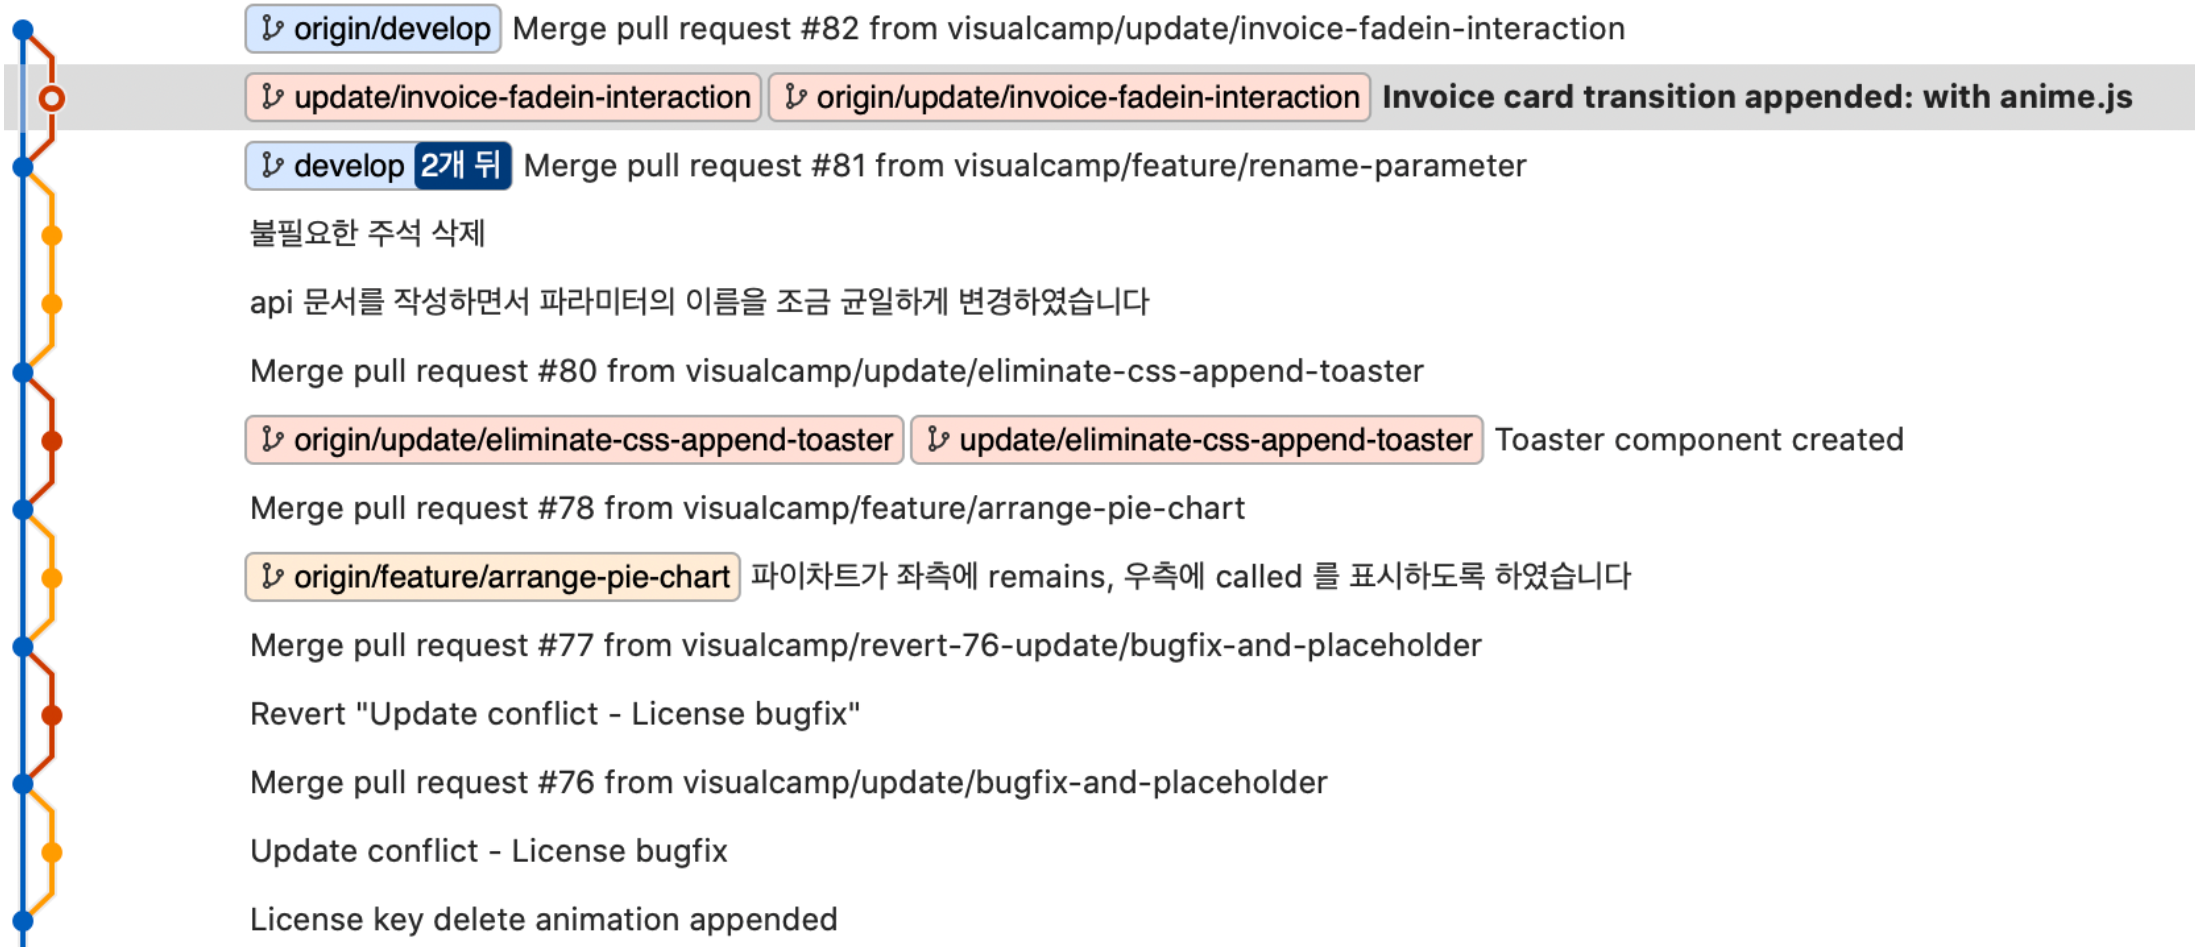 origin/develop Merge pull request #82 from visualcamp/update/invoice-fadein-interaction
update/invoice-fadein-interaction origin/update/invoice-fadein-interaction Invoice card transition appended: with anime.js
develop 2개 뒤 Merge pull request #81 from visualcamp/feature/rename-parameter
불필요한 주석 삭제
api 문서를 작성하면서 파라미터의 이름을 조금 균일하게 변경하였습니다
Merge pull request #80 from visualcamp/update/eliminate-css-append-toaster
origin/update/eliminate-css-append-toaster update/eliminate-css-append-toaster Toaster component created
Merge pull request #78 from visualcamp/feature/arrange-pie-chart
origin/feature/arrange-pie-chart 파이차트가 좌측에 remains, 우측에 called 를 표시하도록 하였습니다
Merge pull request #77 from visualcamp/revert-76-update/bugfix-and-placeholder
Revert "Update conflict - License bugfix"
Merge pull request #76 from visualcamp/update/bugfix-and-placeholder
Update conflict - License bugfix
License key delete animation appended